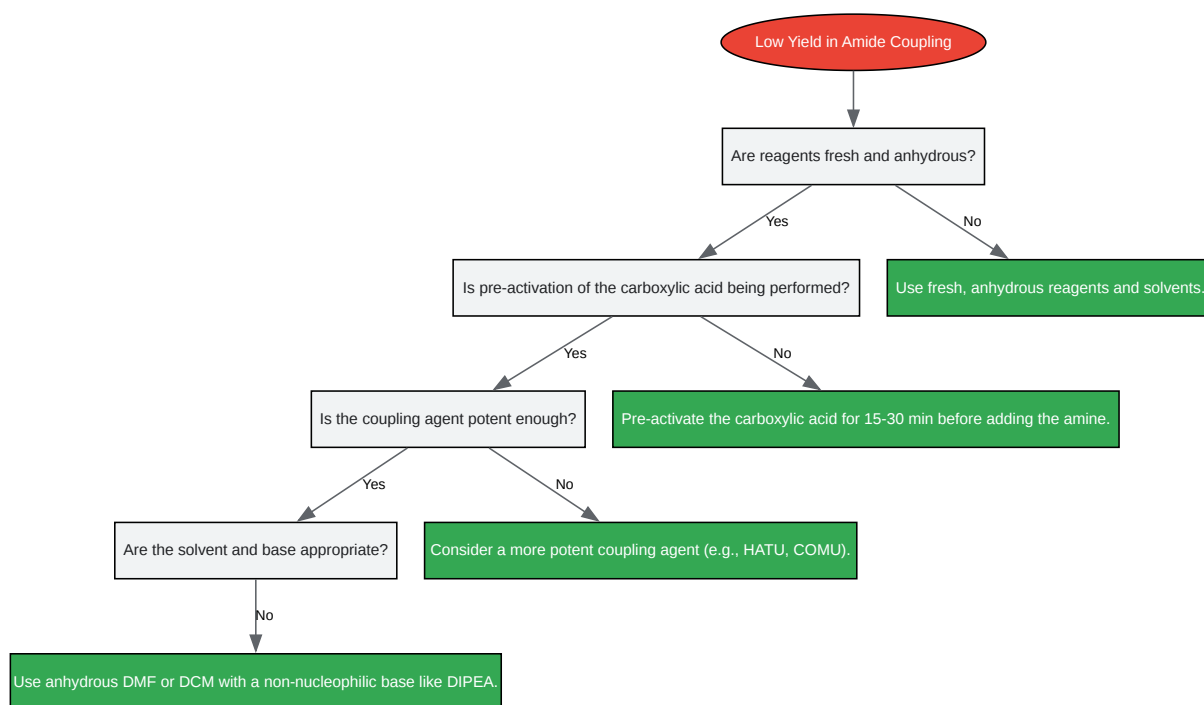 Low Yield in Amide Coupling
Are reagents fresh and anhydrous?
Yes
No
Is pre-activation of the carboxylic acid being performed?
Use fresh, anhydrous reagents and solvents.
Yes
No
Is the coupling agent potent enough?
Pre-activate the carboxylic acid for 15-30 min before adding the amine.
Yes
No
Are the solvent and base appropriate?
Consider a more potent coupling agent (e.g., HATU, COMU).
No
Use anhydrous DMF or DCM with a non-nucleophilic base like DIPEA.